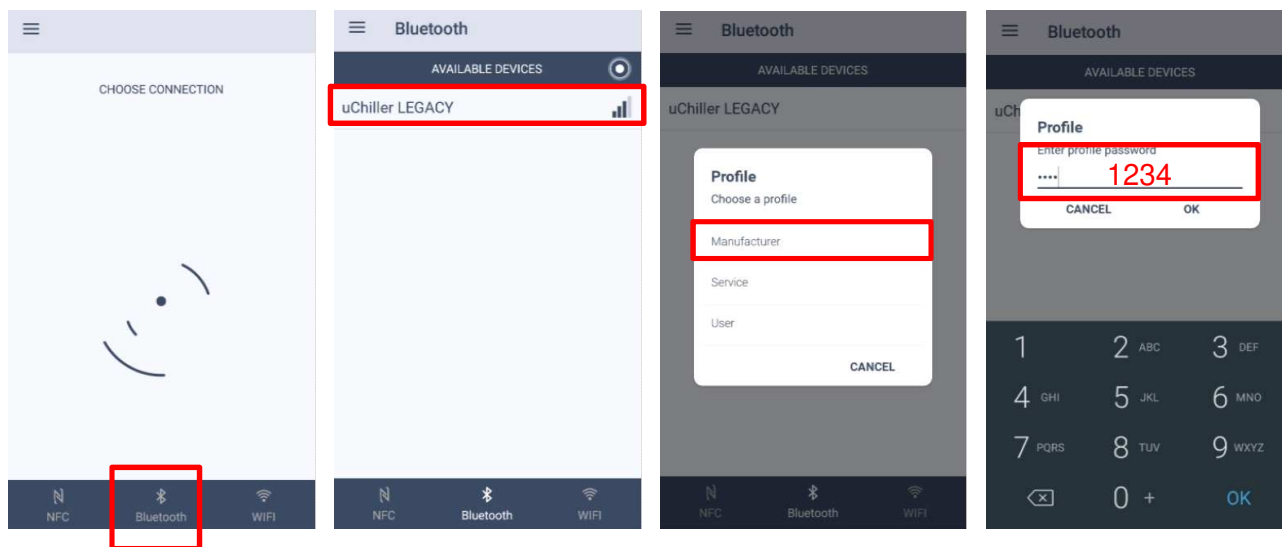 CHOOSE CONNECTION
NFC
Bluetooth
WIFI
Bluetooth
AVAILABLE DEVICES
uChiller LEGACY
NFC
Bluetooth
WIFI
Bluetooth
AVAILABLE DEVICES
uChiller LEGACY
Profile
Choose a profile
Manufacturer
Service
User
CANCEL
NFC
Bluetooth
WIFI
Bluetooth
AVAILABLE DEVICES
uCh
Profile
Enter profile password
•••• 1234
CANCEL OK
1 2 ABC 3 DEF
4 GHI 5 JKL 6 MNO
7 PQRS 8 TUV 9 WXYZ
0 + OK